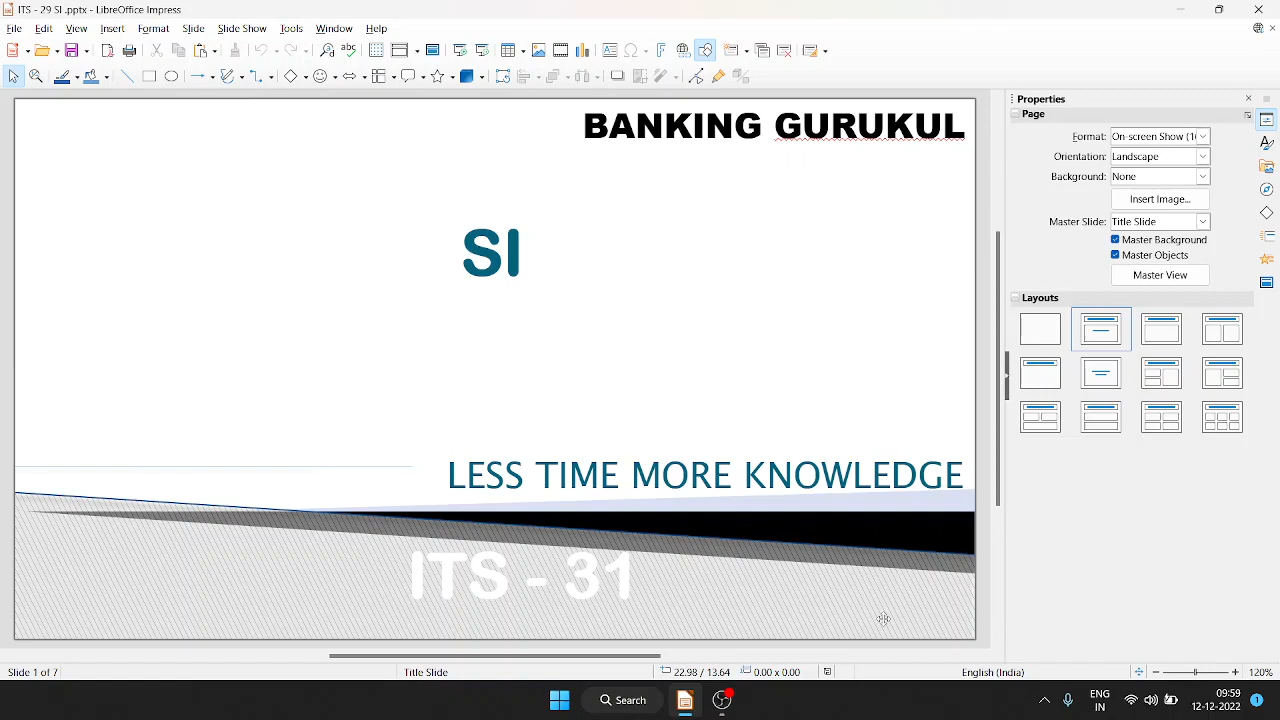 ITS - 29 SI .pptx - LibreOffice Impress
File Edit View Insert Format Slide Slide Show Tools Window Help
Properties
Page
Format: On-screen Show (16
Orientation: Landscape
Background: None
Insert Image...
Master Slide: Title Slide
Master Background
Master Objects
Master View
Layouts
BANKING GURUKUL
SI
LESS TIME MORE KNOWLEDGE
ITS - 31
Slide 1 of 7 Title Slide 22.98 / 13.64 0.00 x 0.00 English (India) 120%
Search
ENG
IN
09:59
12-12-2022
1